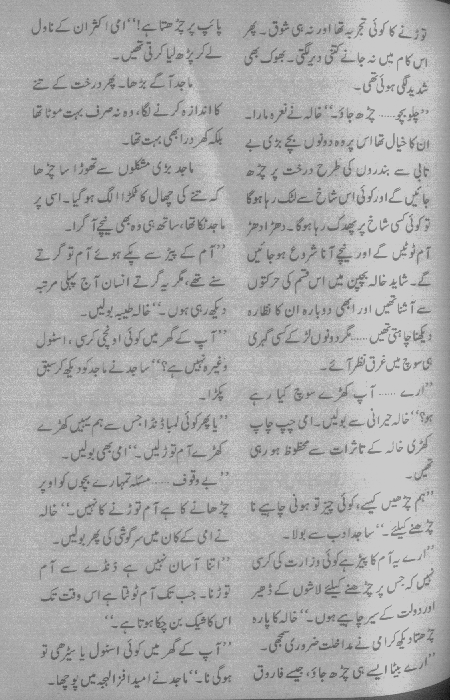 توڑنے کا کوئی تجربہ تھا اور نہ ہی شوق۔ پھر
اس کام میں نہ جانے کتنی دیر لگتی۔ بھوک بھی
شدید لگی ہوئی تھی۔
’’چلو بچو...... چڑھ جاؤ۔‘‘ خالہ نے نعرہ مارا۔
ان کا خیال تھا اس پر وہ دونوں بچے بڑی بے
تابی سے بندروں کی طرح درخت پر چڑھ
جائیں گے اور کوئی اس شاخ سے لٹک رہا ہوگا
تو کوئی کسی شاخ پر پھدک رہا ہوگا۔ دھڑا دھڑ
آم ٹوٹیں گے اور نیچے آنا شروع ہوجائیں
گے۔ شاید خالہ بچپن میں اس قسم کی حرکتوں
سے آشنا تھیں اور ابھی دوبارہ ان کا نظارہ
دیکھنا چاہتی تھیں...... مگر دونوں لڑکے کسی گہری
ہی سوچ میں غرق نظر آئے۔
’’ارے...... آپ کھڑے سوچ کیا رہے
ہو؟‘‘ خالہ حیرانی سے بولیں۔ امی چپ چاپ
کھڑی خالہ کے تاثرات سے محظوظ ہو رہی
تھیں۔
’’ہم چڑھیں کیسے، کوئی چیز تو ہونی چاہیے نا
چڑھنے کیلئے۔‘‘ ساجد ادب سے بولا۔
’’ارے یہ آم کا پیڑ ہے کوئی وزارت کی کرسی
نہیں کہ جس پر چڑھنے کیلئے لاشوں کے ڈھیر
اور دولت کے سیر چاہیے ہوں۔‘‘ خالہ کا پارہ
چڑھتا دیکھ کر امی نے مداخلت ضروری سمجھی۔
’’ارے بیٹا ایسے ہی چڑھ جاؤ، جیسے فاروق
پائپ پر چڑھتا ہے!‘‘ امی اکثر ان کے ناول
لے کر پڑھ لیا کرتی تھیں۔
ماجد آگے بڑھا۔ پھر درخت کے تنے
کا اندازہ کرنے لگا، وہ نہ صرف بہت موٹا تھا
بلکہ کھردرا بھی بہت تھا۔
ماجد بڑی مشکلوں سے تھوڑا سا چڑھا
کہ تنے کی چھال کا ٹکڑا الگ ہوگیا۔ اسی پر
ماجد ٹکا تھا، ساتھ ہی وہ بھی نیچے آ گرا۔
’’آم کے پیڑ سے پکے ہوئے آم تو گرتے
سنے تھے، مگر یہ گرتے انسان آج پہلی مرتبہ
دیکھ رہی ہوں۔‘‘ خالہ طیبہ بولیں۔
’’آپ کے گھر میں کوئی اونچی کرسی، اسٹول
وغیرہ نہیں ہے؟‘‘ ساجد نے ماجد کو دیکھ کر سبق
پکڑا۔
’’یا پھر کوئی لمبا ڈنڈا جس سے ہم یہیں کھڑے
کھڑے آم توڑ لیں۔‘‘ امی بھی بولیں۔
’’بے وقوف...... مسئلہ تمہارے بچوں کو اوپر
چڑھانے کا ہے آم توڑنے کا نہیں۔‘‘ خالہ
نے امی کے کان میں سرگوشی کی پھر بولیں۔
’’اتنا آسان نہیں ہے ڈنڈے سے آم
توڑنا۔ جب تک آم ٹوٹتا ہے اس وقت تک
اس کا شیک بن چکا ہوتا ہے۔‘‘
’’آپ کے گھر میں کوئی اسٹول یا سیڑھی تو
ہوگی نا۔‘‘ ماجد نے امید افزا لہجہ میں پوچھا۔